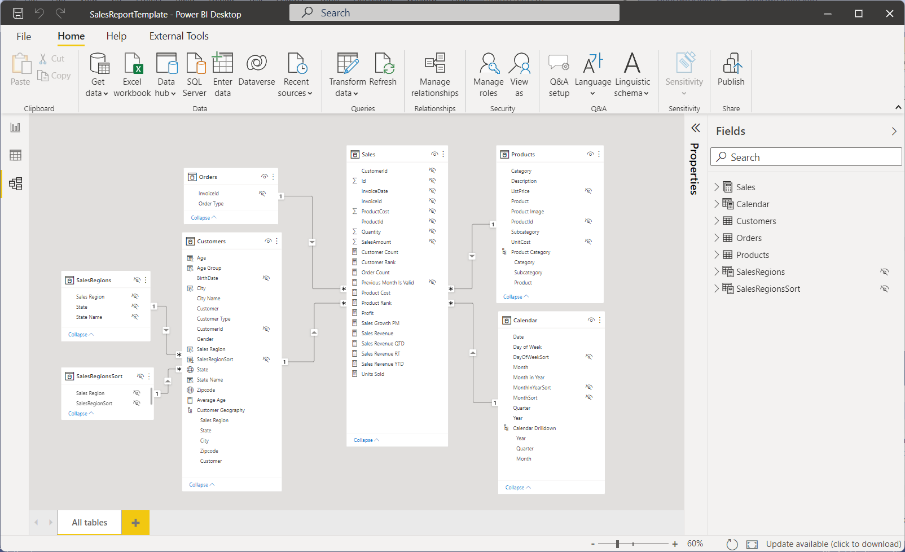 SalesReportTemplate - Power BI Desktop
Search
File
Home
Help
External Tools
Paste
Cut
Copy
Clipboard
Get data
Excel workbook
Data hub
SQL Server
Enter data
Dataverse
Recent sources
Data
Transform data
Refresh
Queries
Manage relationships
Relationships
Manage roles
View as
Security
Q&A setup
Language
Linguistic schema
Q&A
Sensitivity
Sensitivity
Publish
Share
SalesRegions
Sales Region
State
State Name
Collapse
SalesRegionsSort
Sales Region
SalesRegionSort
Collapse
Orders
InvoiceId
Order Type
Collapse
Customers
Age
Age Group
BirthDate
City
City Name
Customer
Customer Type
CustomerId
Gender
Sales Region
SalesRegionSort
State
State Name
Zipcode
Average Age
Customer Geography
Sales Region
State
City
Zipcode
Customer
Collapse
Sales
CustomerId
Id
InvoiceDate
InvoiceId
ProductCost
ProductId
Quantity
SalesAmount
Customer Count
Customer Rank
Order Count
Previous Month Is Valid
Product Cost
Product Rank
Profit
Sales Growth PM
Sales Revenue
Sales Revenue QTD
Sales Revenue RT
Sales Revenue YTD
Units Sold
Collapse
Products
Category
Description
ListPrice
Product
Product Image
ProductId
Subcategory
UnitCost
Product Category
Category
Subcategory
Product
Collapse
Calendar
Date
Day of Week
DayOfWeekSort
Month
Month in Year
MonthInYearSort
MonthSort
Quarter
Year
Calendar Drilldown
Year
Quarter
Month
Collapse
1
1
1
1
1
1
*
*
*
*
*
*
Properties
Fields
Search
Sales
Calendar
Customers
Orders
Products
SalesRegions
SalesRegionsSort
All tables
60%
Update available (click to download)